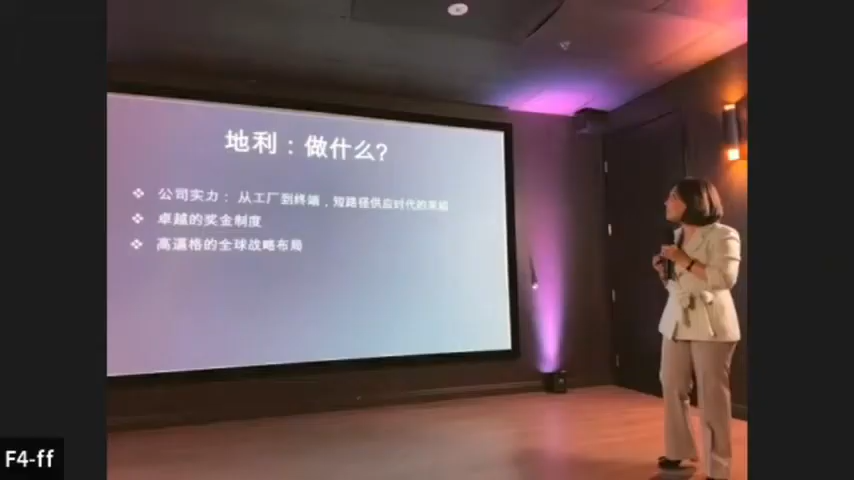 地利：做什么?
❖ 公司实力： 从工厂到终端，短路径供应时代的来临
❖ 卓越的奖金制度
❖ 高逼格的全球战略布局
F4-ff